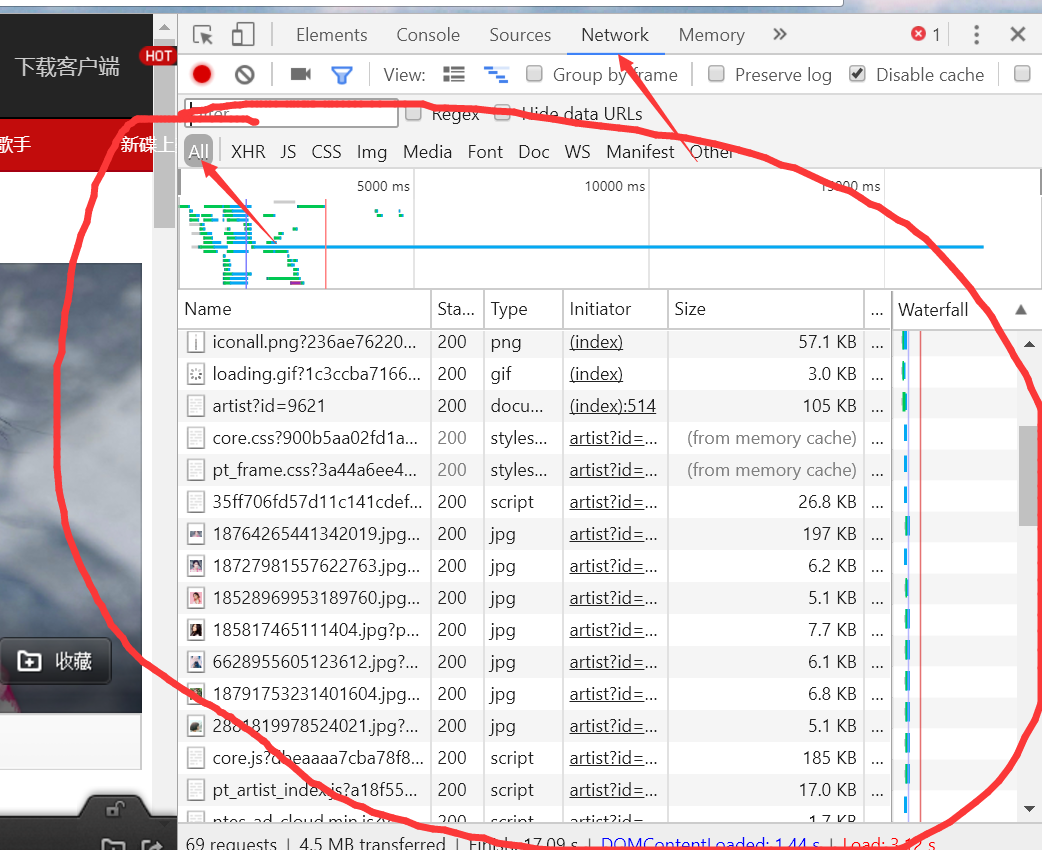 下载客户端
HOT
歌手
新碟上
收藏
Elements Console Sources Network Memory » 1
View: Group by frame Preserve log Disable cache
Filter Regex Hide data URLs
All XHR JS CSS Img Media Font Doc WS Manifest Other
5000 ms 10000 ms 15000 ms
Name Sta... Type Initiator Size ... Waterfall
iconall.png?236ae76220... 200 png (index) 57.1 KB ...
loading.gif?1c3ccba7166... 200 gif (index) 3.0 KB ...
artist?id=9621 200 docu... (index):514 105 KB ...
core.css?900b5aa02fd1a... 200 styles... artist?id=... (from memory cache) ...
pt_frame.css?3a44a6ee4... 200 styles... artist?id=... (from memory cache) ...
35ff706fd57d11c141cdef... 200 script artist?id=... 26.8 KB ...
18764265441342019.jpg... 200 jpg artist?id=... 197 KB ...
18727981557622763.jpg... 200 jpg artist?id=... 6.2 KB ...
18528969953189760.jpg... 200 jpg artist?id=... 5.1 KB ...
185817465111404.jpg?p... 200 jpg artist?id=... 7.7 KB ...
6628955605123612.jpg?... 200 jpg artist?id=... 6.1 KB ...
18791753231401604.jpg... 200 jpg artist?id=... 6.8 KB ...
2881819978524021.jpg?... 200 jpg artist?id=... 5.1 KB ...
core.js?dbeaaaa7cba78f8... 200 script artist?id=... 185 KB ...
pt_artist_index.js?a18f55... 200 script artist?id=... 17.0 KB ...
200 script artist?id=... 1.7 KB ...
69 requests | 4.5 MB transferred | Finish: 17.09 s | DOMContentLoaded: 1.44 s | Load: 3.12 s